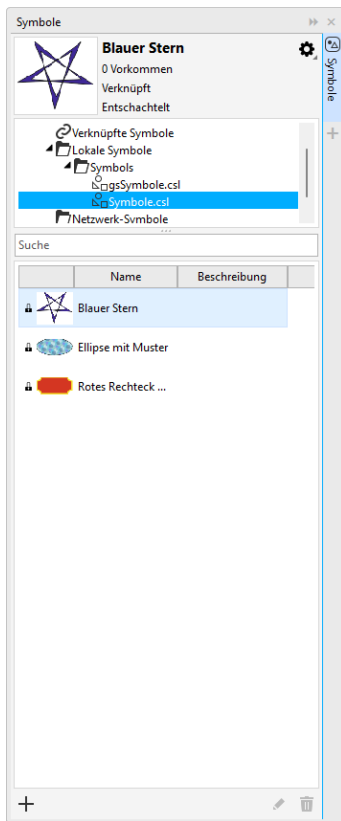 Symbole
Blauer Stern
0 Vorkommen
Verknüpft
Entschachtelt
Symbole
Verknüpfte Symbole
Lokale Symbole
Symbols
gsSymbole.csl
Symbole.csl
Netzwerk-Symbole
Suche
Name Beschreibung
Blauer Stern
Ellipse mit Muster
Rotes Rechteck ...